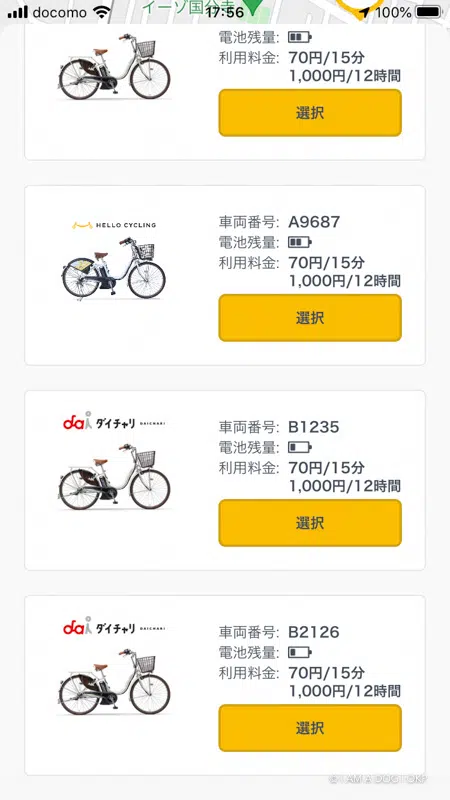 docomo
17:56
100%
イーゾ国分寺
電池残量:
利用料金: 70円/15分
1,000円/12時間
選択
HELLO CYCLING
車両番号: A9687
電池残量:
利用料金: 70円/15分
1,000円/12時間
選択
dai ダイチャリ DAICHARI
車両番号: B1235
電池残量:
利用料金: 70円/15分
1,000円/12時間
選択
dai ダイチャリ DAICHARI
車両番号: B2126
電池残量:
利用料金: 70円/15分
1,000円/12時間
選択